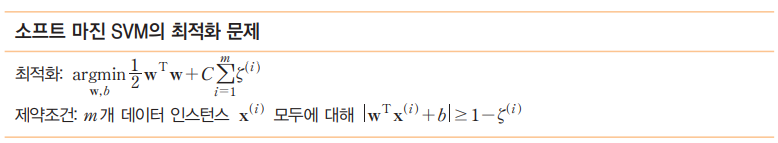 소프트 마진 SVM의 최적화 문제
최적화: argmin_{w,b} \frac{1}{2} w^T w + C \sum_{i=1}^{m} ζ^{(i)}
제약조건: m개 데이터 인스턴스 x^{(i)} 모두에 대해 |w^T x^{(i)} + b| ≥ 1 − ζ^{(i)}